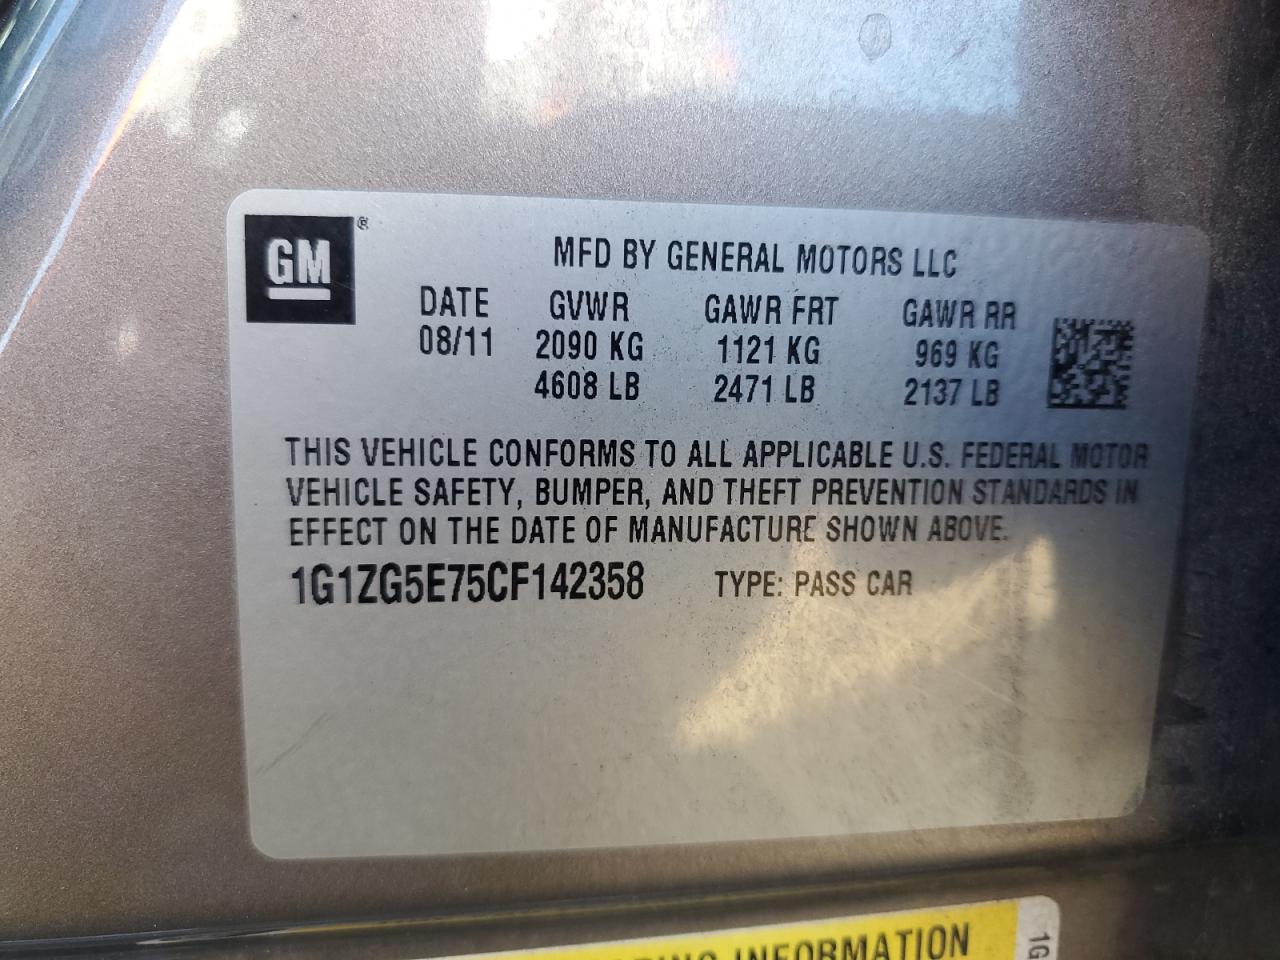 GM ®
MFD BY GENERAL MOTORS LLC
DATE GVWR GAWR FRT GAWR RR
08/11 2090 KG 1121 KG 969 KG
4608 LB 2471 LB 2137 LB
THIS VEHICLE CONFORMS TO ALL APPLICABLE U.S. FEDERAL MOTOR
VEHICLE SAFETY, BUMPER, AND THEFT PREVENTION STANDARDS IN
EFFECT ON THE DATE OF MANUFACTURE SHOWN ABOVE.
1G1ZG5E75CF142358 TYPE: PASS CAR
INFORMATION
1G